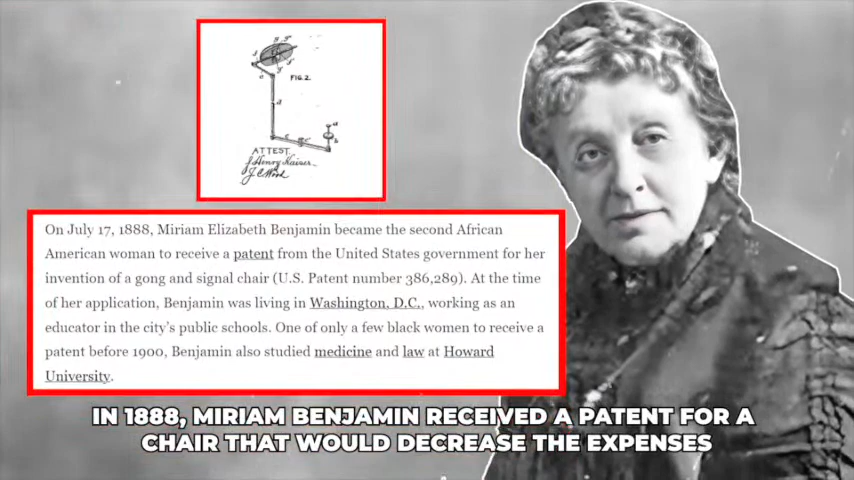 FIG. 2.
ATTEST.
J. Henry Kaiser
J. C. Wood
On July 17, 1888, Miriam Elizabeth Benjamin became the second African
American woman to receive a patent from the United States government for her
invention of a gong and signal chair (U.S. Patent number 386,289). At the time
of her application, Benjamin was living in Washington, D.C., working as an
educator in the city's public schools. One of only a few black women to receive a
patent before 1900, Benjamin also studied medicine and law at Howard
University.
IN 1888, MIRIAM BENJAMIN RECEIVED A PATENT FOR A
CHAIR THAT WOULD DECREASE THE EXPENSES